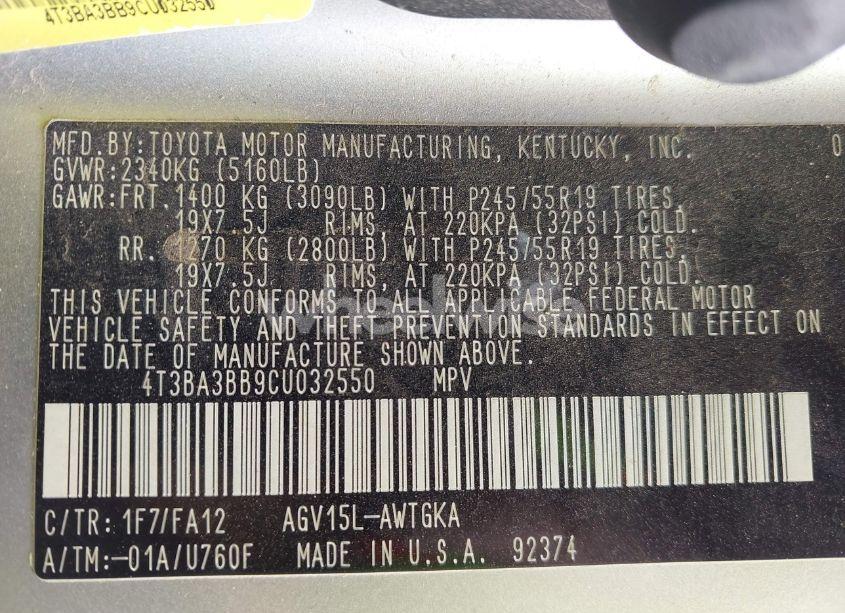 4T3BA3BB9CU032550
MFD.BY:TOYOTA MOTOR MANUFACTURING, KENTUCKY, INC. 0
GVWR:2340KG (5160LB)
GAWR:FRT.1400 KG (3090LB) WITH P245/55R19 TIRES,
19X7.5J RIMS, AT 220KPA (32PSI) COLD.
RR. 1270 KG (2800LB) WITH P245/55R19 TIRES,
19X7.5J RIMS, AT 220KPA (32PSI) COLD.
THIS VEHICLE CONFORMS TO ALL APPLICABLE FEDERAL MOTOR
VEHICLE SAFETY AND THEFT PREVENTION STANDARDS IN EFFECT ON
THE DATE OF MANUFACTURE SHOWN ABOVE.
4T3BA3BB9CU032550 MPV
C/TR: 1F7/FA12 AGV15L-AWTGKA
A/TM:-01A/U760F MADE IN U.S.A. 92374